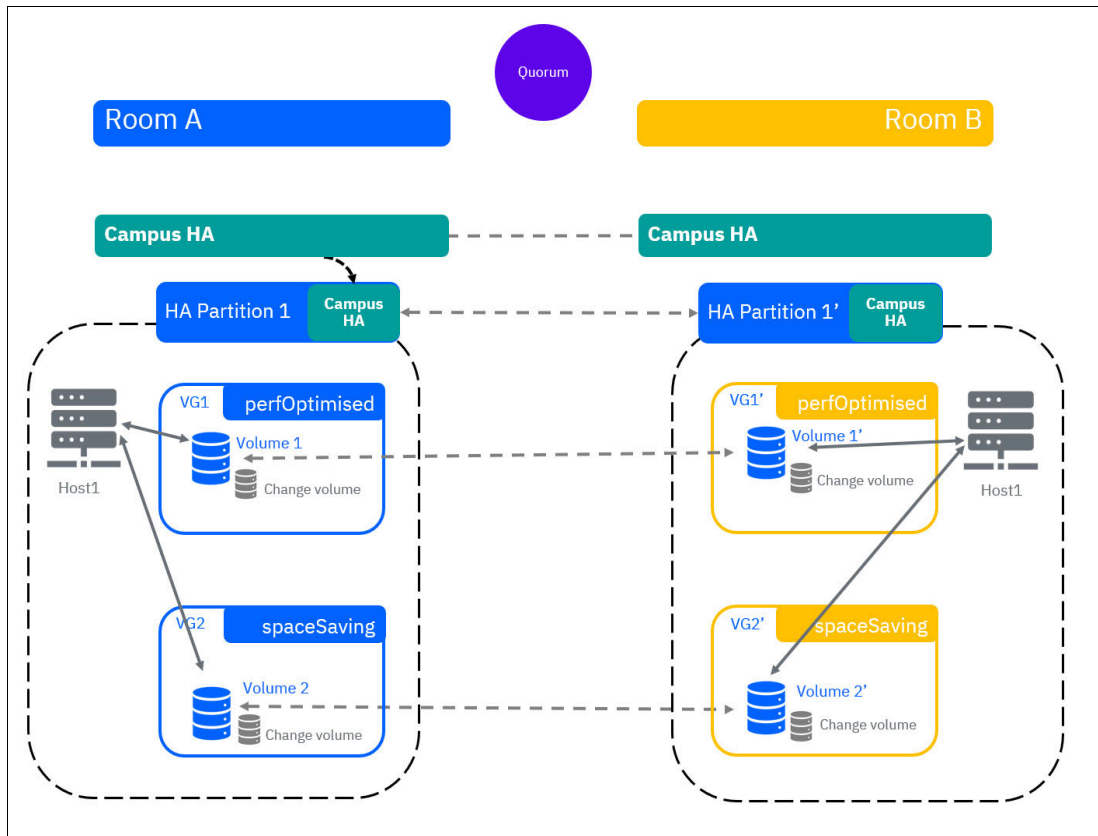 Quorum
Room A
Room B
Campus HA
Campus HA
HA Partition 1
Campus
HA
HA Partition 1’
Campus
HA
VG1
perfOptimised
Volume 1
Change volume
Host1
VG1’
perfOptimised
Volume 1’
Change volume
Host1
VG2
spaceSaving
Volume 2
Change volume
VG2’
spaceSaving
Volume 2’
Change volume